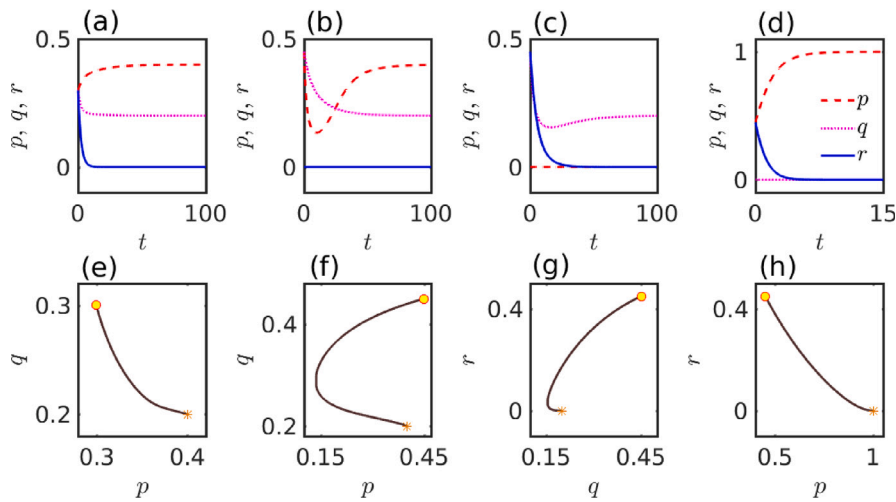 (a) (b) (c) (d)
0.5 0.5 0.5 1
p, q, r p, q, r p, q, r p, q, r
p
q
r
0 0 0 0
0 100 0 100 0 100 0 15
t t t t
(e) (f) (g) (h)
0.3 0.4 0.4 0.4
q q r r
0.2 0.2 0 0
0.3 0.4 0.15 0.45 0.15 0.45 0.5 1
p p q p